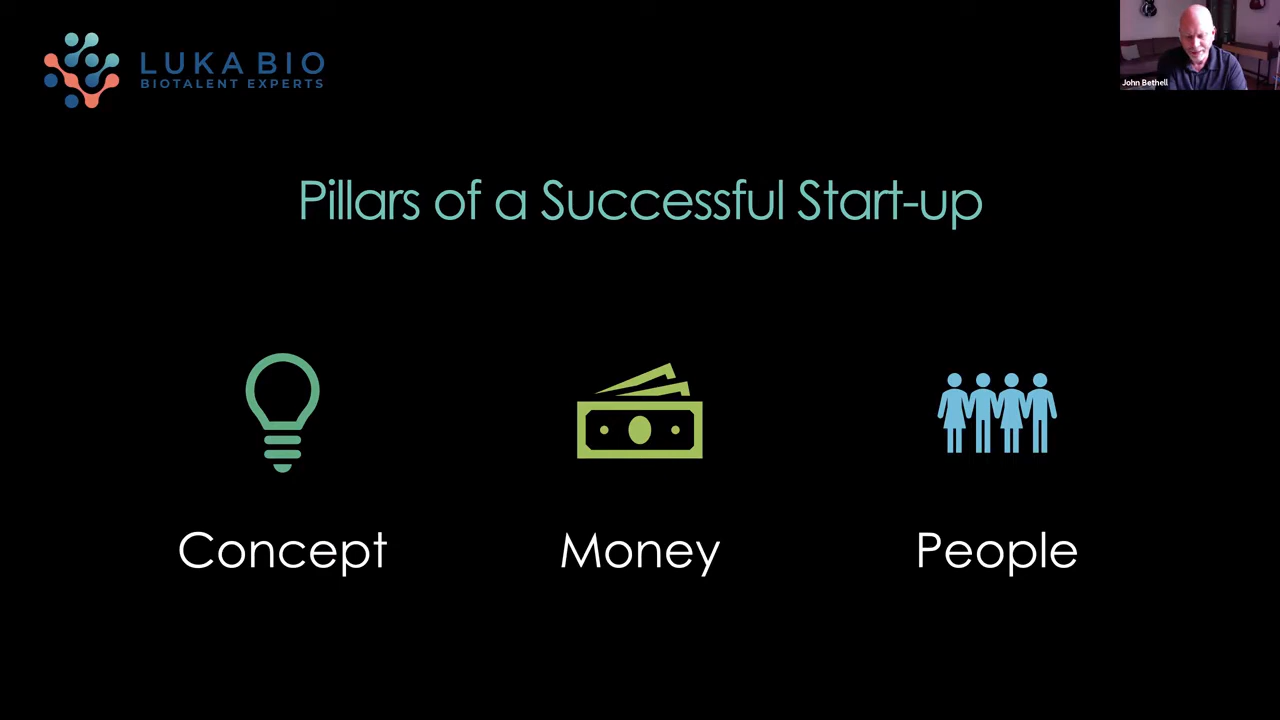 LUKA BIO
BIOTALENT EXPERTS
John Bethell
Pillars of a Successful Start-up
Concept
Money
People